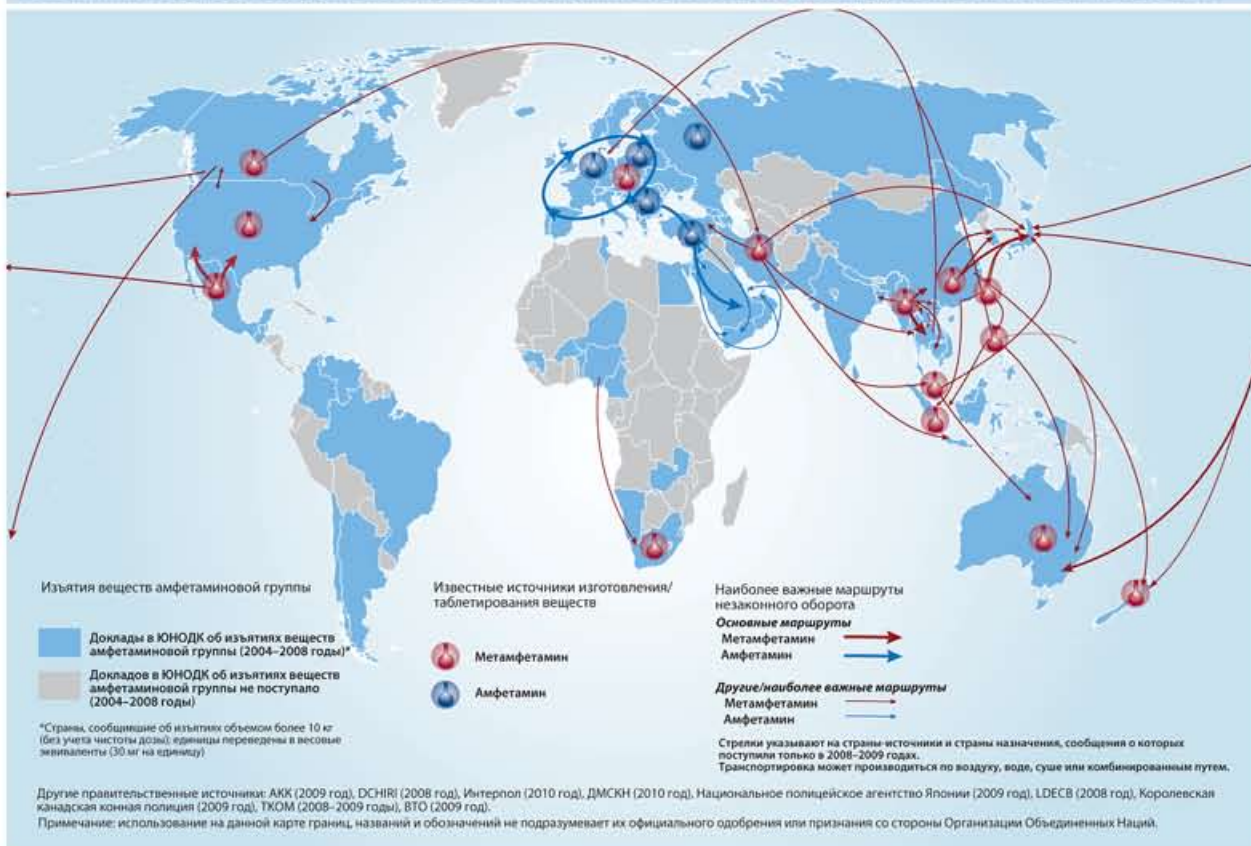 Изъятия веществ амфетаминовой группы
Доклады в ЮНОДК об изъятиях веществ
амфетаминовой группы (2004–2008 годы)*
Докладов в ЮНОДК об изъятиях веществ
амфетаминовой группы не поступало
(2004–2008 годы)
*Страны, сообщившие об изъятиях объемом более 10 кг
(без учета чистоты дозы); единицы переведены в весовые
эквиваленты (30 мг на единицу)
Известные источники изготовления/
таблетирования веществ
Метамфетамин
Амфетамин
Наиболее важные маршруты
незаконного оборота
Основные маршруты
Метамфетамин
Амфетамин
Другие/наиболее важные маршруты
Метамфетамин
Амфетамин
Стрелки указывают на страны-источники и страны назначения, сообщения о которых
поступили только в 2008–2009 годах.
Транспортировка может производиться по воздуху, воде, суше или комбинированным путем.
Другие правительственные источники: АКК (2009 год), DCHIRI (2008 год), Интерпол (2010 год), ДМСКН (2010 год), Национальное полицейское агентство Японии (2009 год), LDECB (2008 год), Королевская
канадская конная полиция (2009 год), ТКОМ (2008–2009 годы), ВТО (2009 год).
Примечание: использование на данной карте границ, названий и обозначений не подразумевает их официального одобрения или признания со стороны Организации Объединенных Наций.